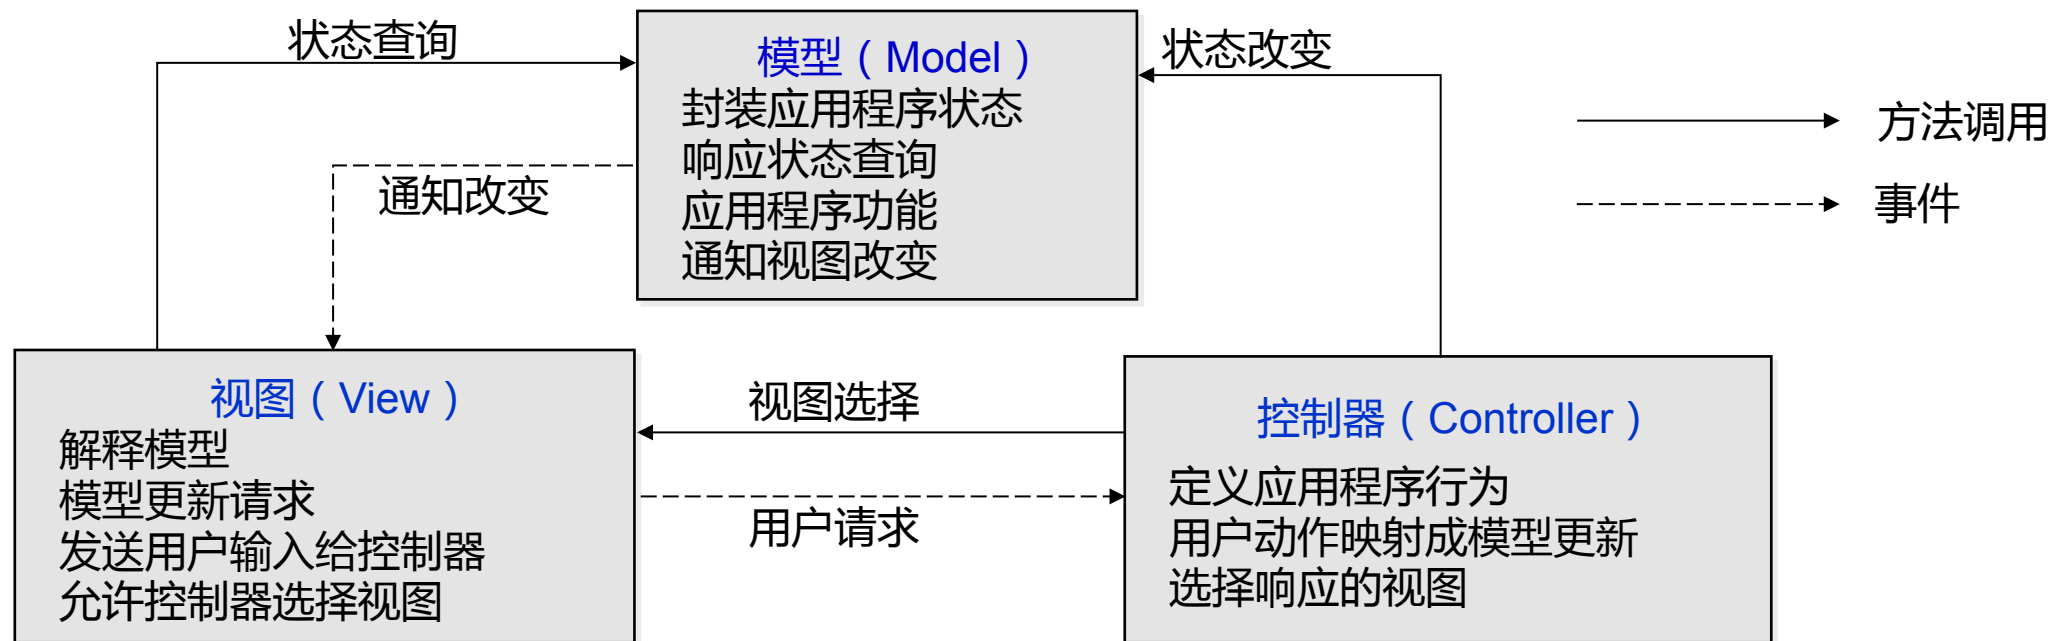 状态查询
模型（Model）
封装应用程序状态
响应状态查询
应用程序功能
通知视图改变
状态改变
方法调用
事件
通知改变
视图（View）
解释模型
模型更新请求
发送用户输入给控制器
允许控制器选择视图
视图选择
用户请求
控制器（Controller）
定义应用程序行为
用户动作映射成模型更新
选择响应的视图